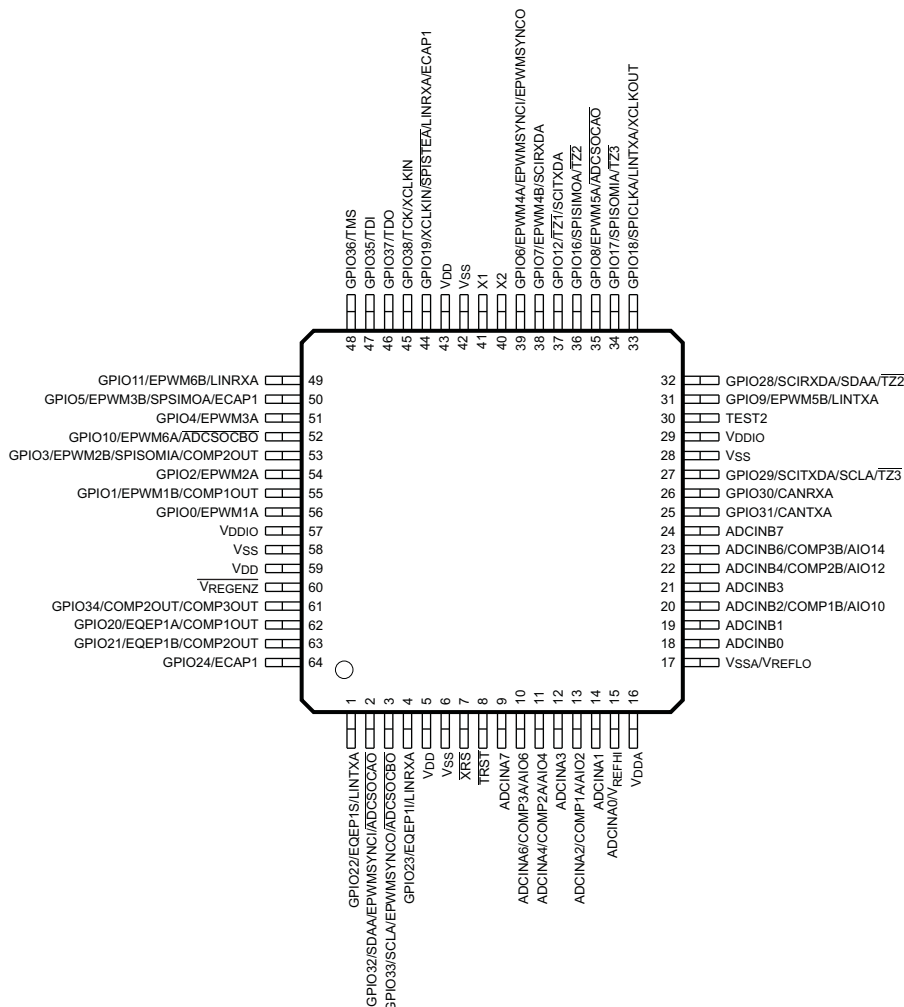 GPIO36/TMS
GPIO35/TDI
GPIO37/TDO
GPIO38/TCK/XCLKIN
GPIO19/XCLKIN/SPISTEA/LINRXA/ECAP1
VDD
VSS
X1
X2
GPIO6/EPWM4A/EPWMSYNCI/EPWMSYNCO
GPIO7/EPWM4B/SCIRXDA
GPIO12/TZ1/SCITXDA
GPIO16/SPISIMOA/TZ2
GPIO8/EPWM5A/ADCSOCAO
GPIO17/SPISOMIA/TZ3
GPIO18/SPICLKA/LINTXA/XCLKOUT
48 47 46 45 44 43 42 41 40 39 38 37 36 35 34 33
GPIO11/EPWM6B/LINRXA 49
GPIO5/EPWM3B/SPSIMOA/ECAP1 50
GPIO4/EPWM3A 51
GPIO10/EPWM6A/ADCSOCBO 52
GPIO3/EPWM2B/SPISOMIA/COMP2OUT 53
GPIO2/EPWM2A 54
GPIO1/EPWM1B/COMP1OUT 55
GPIO0/EPWM1A 56
VDDIO 57
VSS 58
VDD 59
VREGENZ 60
GPIO34/COMP2OUT/COMP3OUT 61
GPIO20/EQEP1A/COMP1OUT 62
GPIO21/EQEP1B/COMP2OUT 63
GPIO24/ECAP1 64
32 GPIO28/SCIRXDA/SDAA/TZ2
31 GPIO9/EPWM5B/LINTXA
30 TEST2
29 VDDIO
28 VSS
27 GPIO29/SCITXDA/SCLA/TZ3
26 GPIO30/CANRXA
25 GPIO31/CANTXA
24 ADCINB7
23 ADCINB6/COMP3B/AIO14
22 ADCINB4/COMP2B/AIO12
21 ADCINB3
20 ADCINB2/COMP1B/AIO10
19 ADCINB1
18 ADCINB0
17 VSSA/VREFLO
1 2 3 4 5 6 7 8 9 10 11 12 13 14 15 16
GPIO22/EQEP1S/LINTXA
GPIO32/SDAA/EPWMSYNCI/ADCSOCAO
GPIO33/SCLA/EPWMSYNCO/ADCSOCBO
GPIO23/EQEP1I/LINRXA
VDD
VSS
XRS
TRST
ADCINA7
ADCINA6/COMP3A/AIO6
ADCINA4/COMP2A/AIO4
ADCINA3
ADCINA2/COMP1A/AIO2
ADCINA1
ADCINA0/VREFHI
VDDA